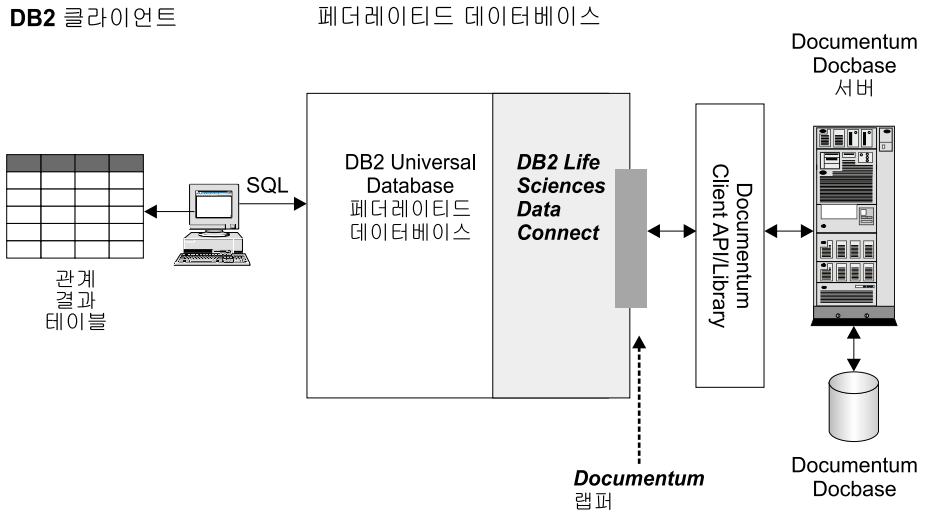 DB2 클라이언트
페더레이티드 데이터베이스
Documentum
Docbase
서버
SQL
DB2 Universal
Database
페더레이티드
데이터베이스
DB2 Life
Sciences
Data
Connect
Documentum
Client API/Library
관계
결과
테이블
Documentum
랩퍼
Documentum
Docbase